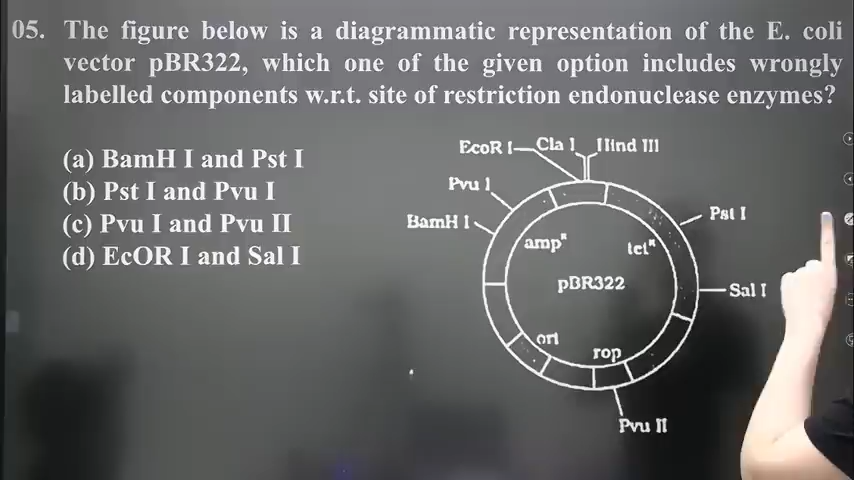 05. The figure below is a diagrammatic representation of the E. coli
vector pBR322, which one of the given option includes wrongly
labelled components w.r.t. site of restriction endonuclease enzymes?
(a) BamH I and Pst I
(b) Pst I and Pvu I
(c) Pvu I and Pvu II
(d) EcOR I and Sal I
EcoR I Cla I Hind III
Pvu I
BamH I
Pst I
amp^R
tet^R
pBR322
Sal I
ori
rop
Pvu II